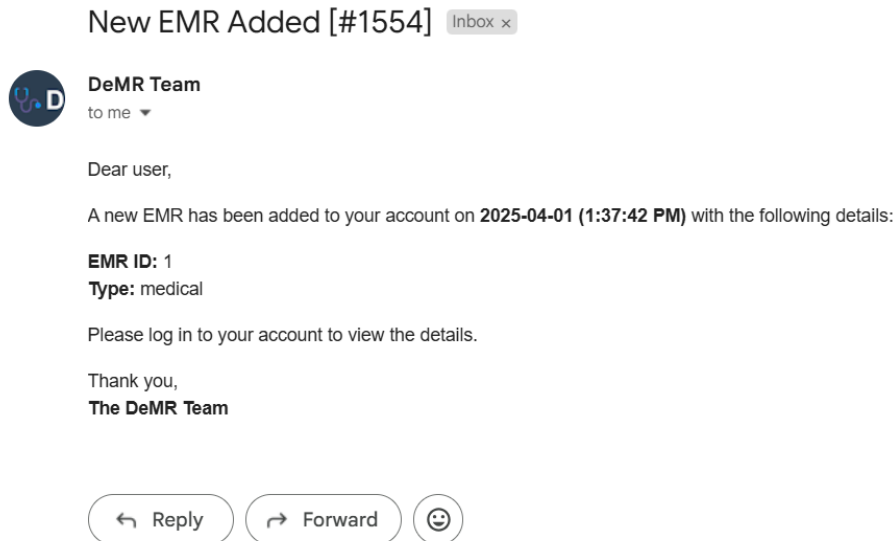 New EMR Added [#1554] Inbox ×
D
DeMR Team
to me
Dear user,
A new EMR has been added to your account on 2025-04-01 (1:37:42 PM) with the following details:
EMR ID: 1
Type: medical
Please log in to your account to view the details.
Thank you,
The DeMR Team
Reply Forward